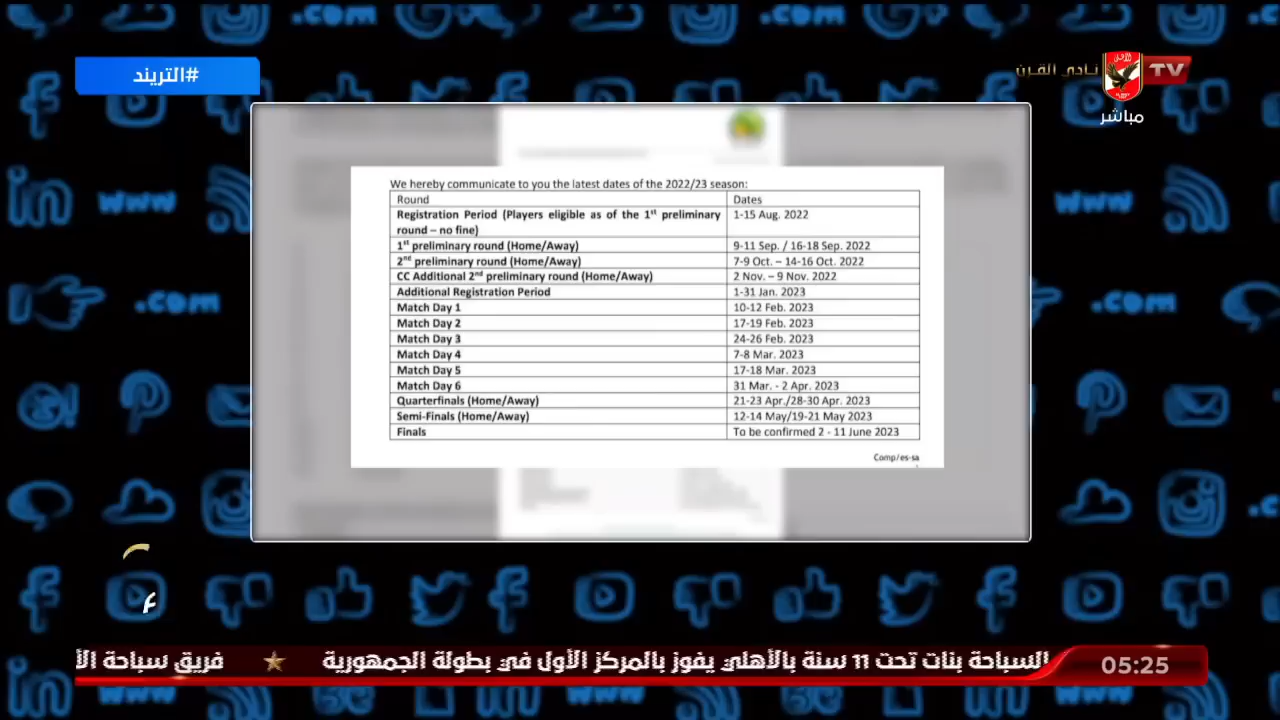 #التريند
نادي القرن
TV
مباشر
We hereby communicate to you the latest dates of the 2022/23 season:
Round Dates
Registration Period (Players eligible as of the 1st preliminary round – no fine) 1-15 Aug. 2022
1st preliminary round (Home/Away) 9-11 Sep. / 16-18 Sep. 2022
2nd preliminary round (Home/Away) 7-9 Oct. – 14-16 Oct. 2022
CC Additional 2nd preliminary round (Home/Away) 2 Nov. – 9 Nov. 2022
Additional Registration Period 1-31 Jan. 2023
Match Day 1 10-12 Feb. 2023
Match Day 2 17-19 Feb. 2023
Match Day 3 24-26 Feb. 2023
Match Day 4 7-8 Mar. 2023
Match Day 5 17-18 Mar. 2023
Match Day 6 31 Mar. - 2 Apr. 2023
Quarterfinals (Home/Away) 21-23 Apr./28-30 Apr. 2023
Semi-Finals (Home/Away) 12-14 May/19-21 May 2023
Finals To be confirmed 2 - 11 June 2023
Comp/es-sa
السباحة بنات تحت 11 سنة بالأهلي يفوز بالمركز الأول في بطولة الجمهورية ★ فريق سباحة الأ
05:25